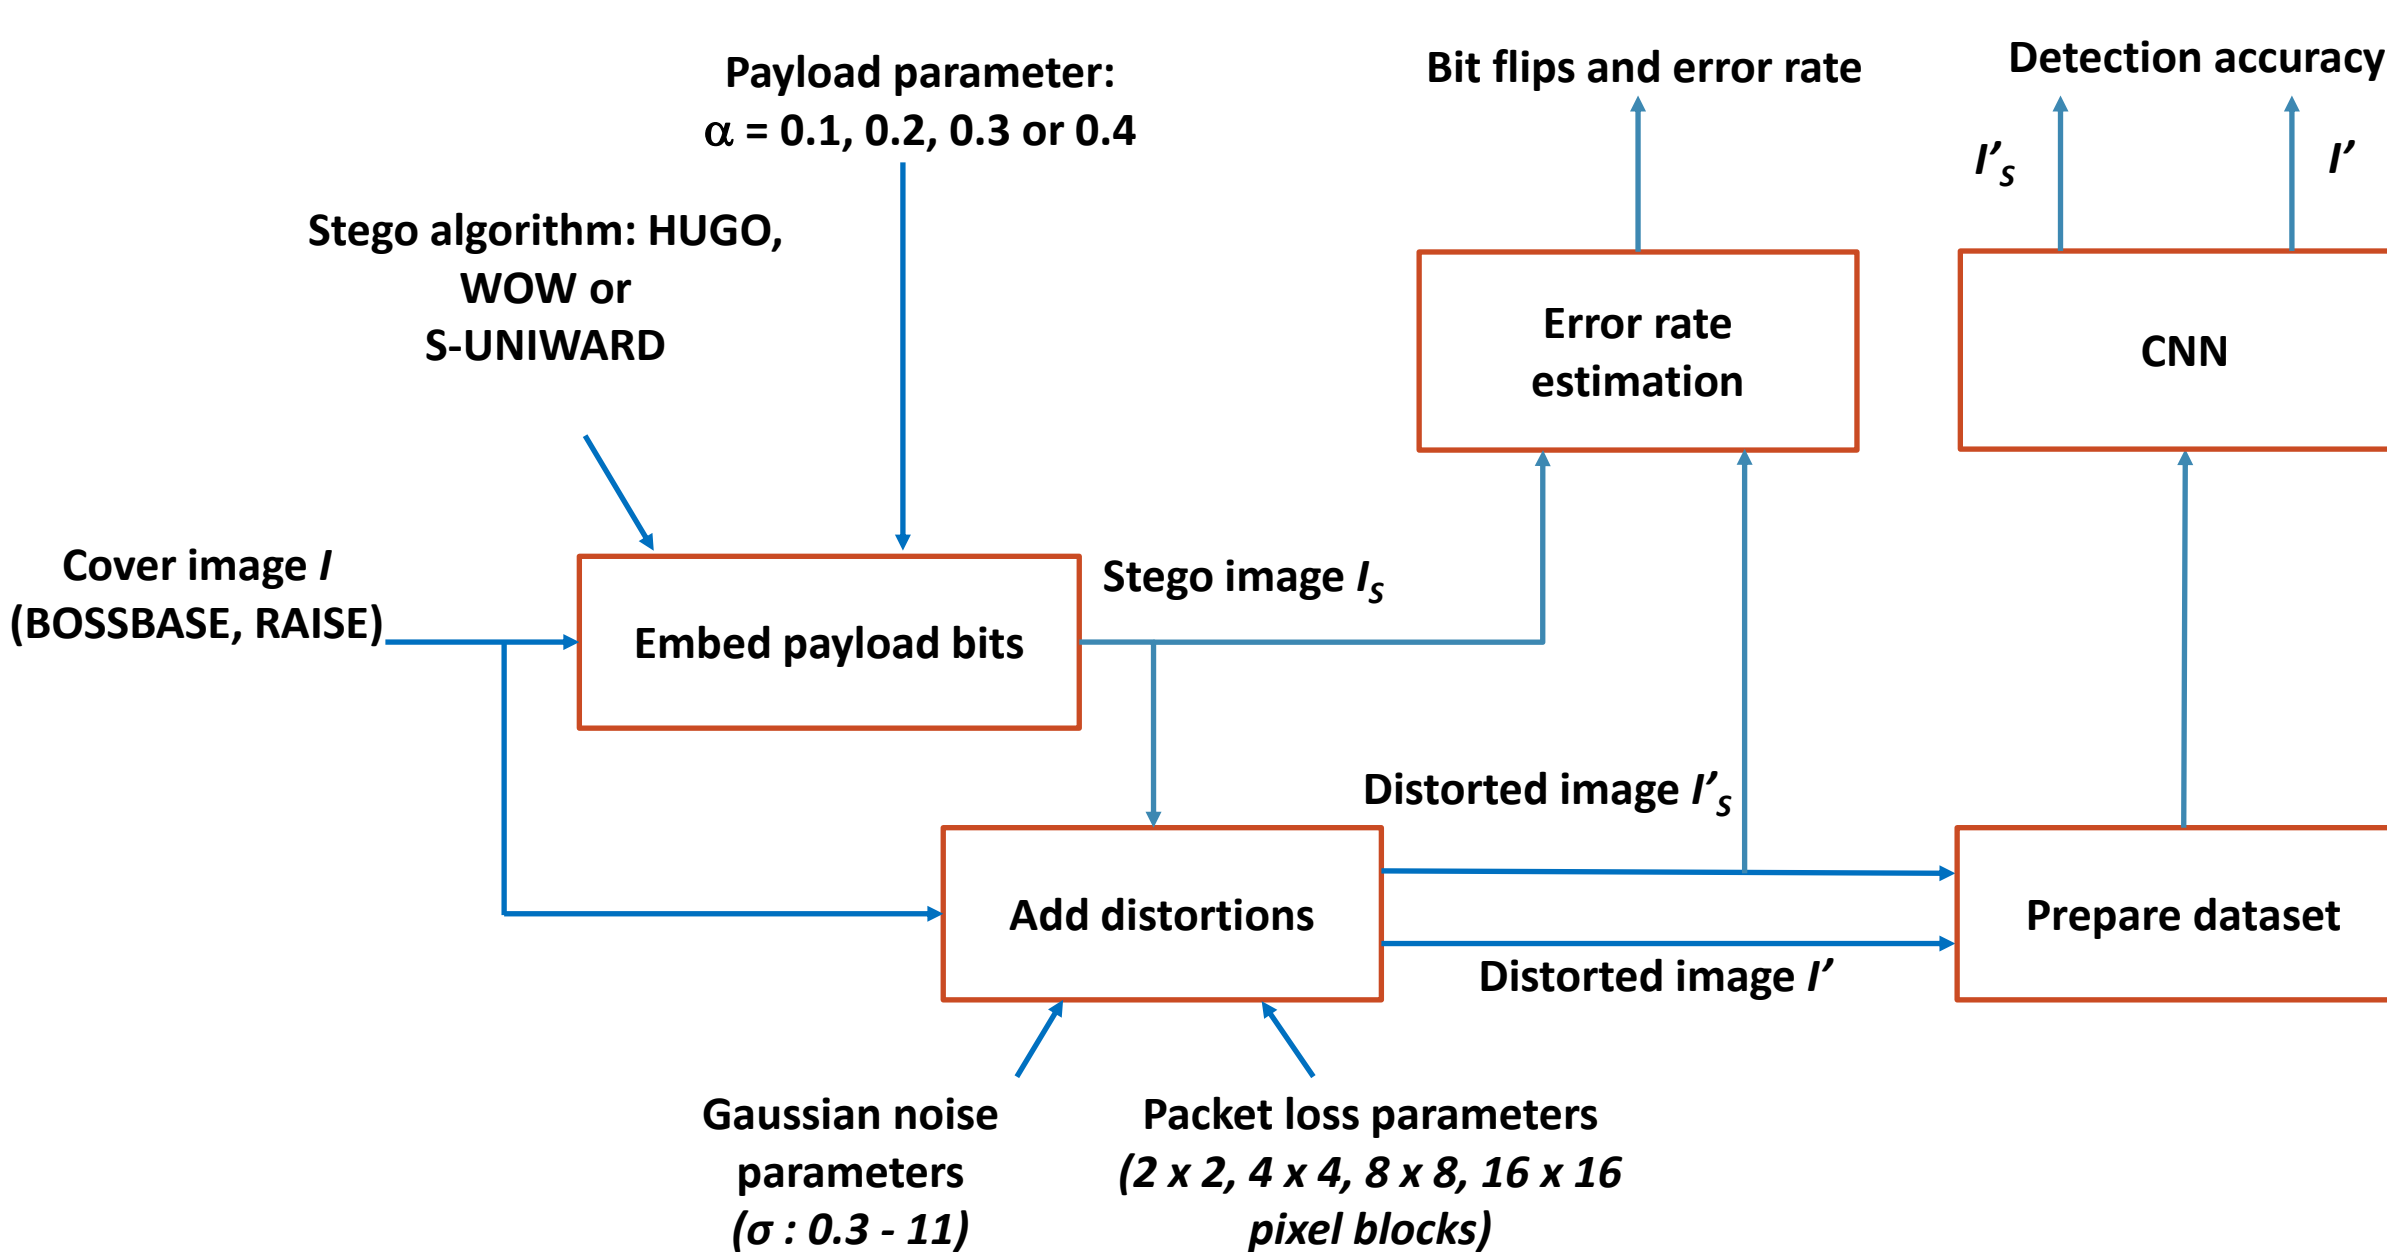 Payload parameter:
α = 0.1, 0.2, 0.3 or 0.4
Bit flips and error rate
Detection accuracy
I’S
I’
Stego algorithm: HUGO,
WOW or
S-UNIWARD
Error rate
estimation
CNN
Cover image I
(BOSSBASE, RAISE)
Embed payload bits
Stego image IS
Distorted image I’S
Add distortions
Prepare dataset
Distorted image I’
Gaussian noise
parameters
(σ : 0.3 - 11)
Packet loss parameters
(2 x 2, 4 x 4, 8 x 8, 16 x 16
pixel blocks)